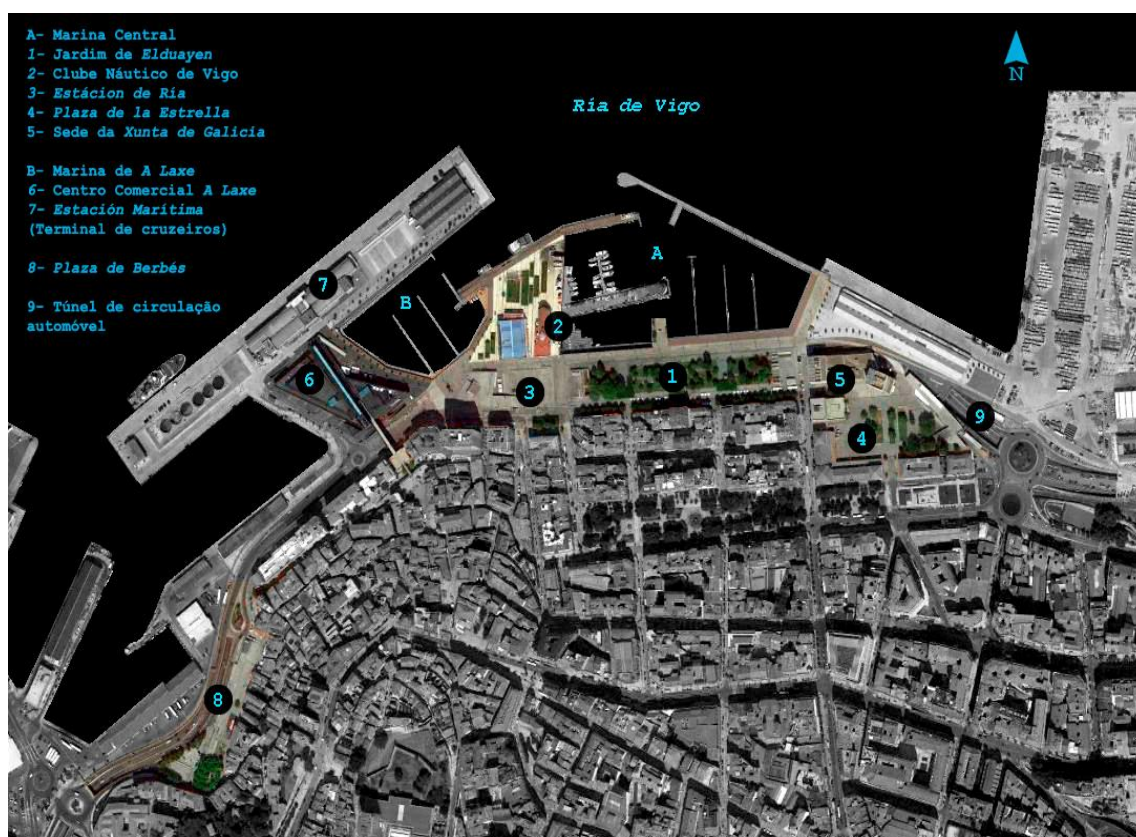 A- Marina Central
1- Jardim de Elduayen
2- Clube Náutico de Vigo
3- Estácion de Ría
4- Plaza de la Estrella
5- Sede da Xunta de Galicia
B- Marina de A Laxe
6- Centro Comercial A Laxe
7- Estación Marítima
(Terminal de cruzeiros)
8- Plaza de Berbés
9- Túnel de circulação
automóvel
N
Ría de Vigo
A
7
B
2
6
3
1
5
4
9
8